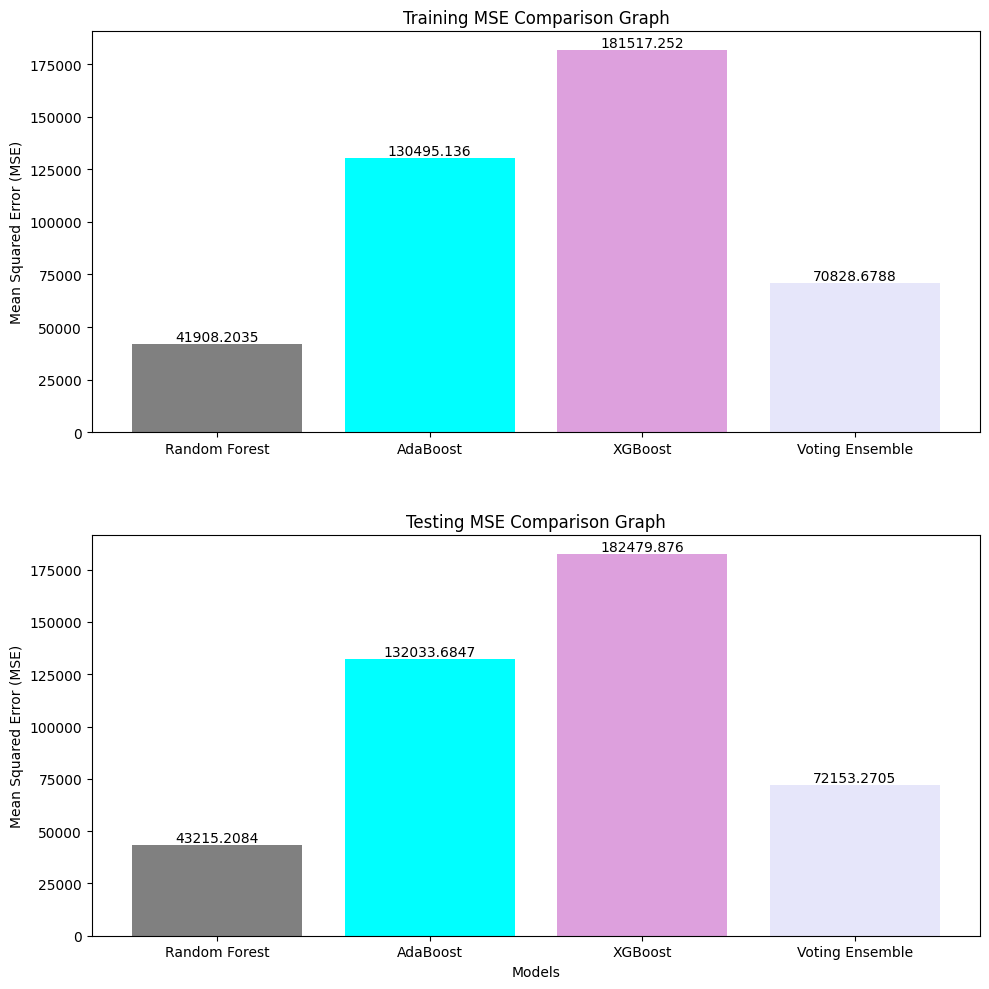 Training MSE Comparison Graph
Mean Squared Error (MSE)
175000
150000
125000
100000
75000
50000
25000
0
41908.2035
130495.136
181517.252
70828.6788
Random Forest
AdaBoost
XGBoost
Voting Ensemble
Testing MSE Comparison Graph
Mean Squared Error (MSE)
175000
150000
125000
100000
75000
50000
25000
0
43215.2084
132033.6847
182479.876
72153.2705
Random Forest
AdaBoost
XGBoost
Voting Ensemble
Models